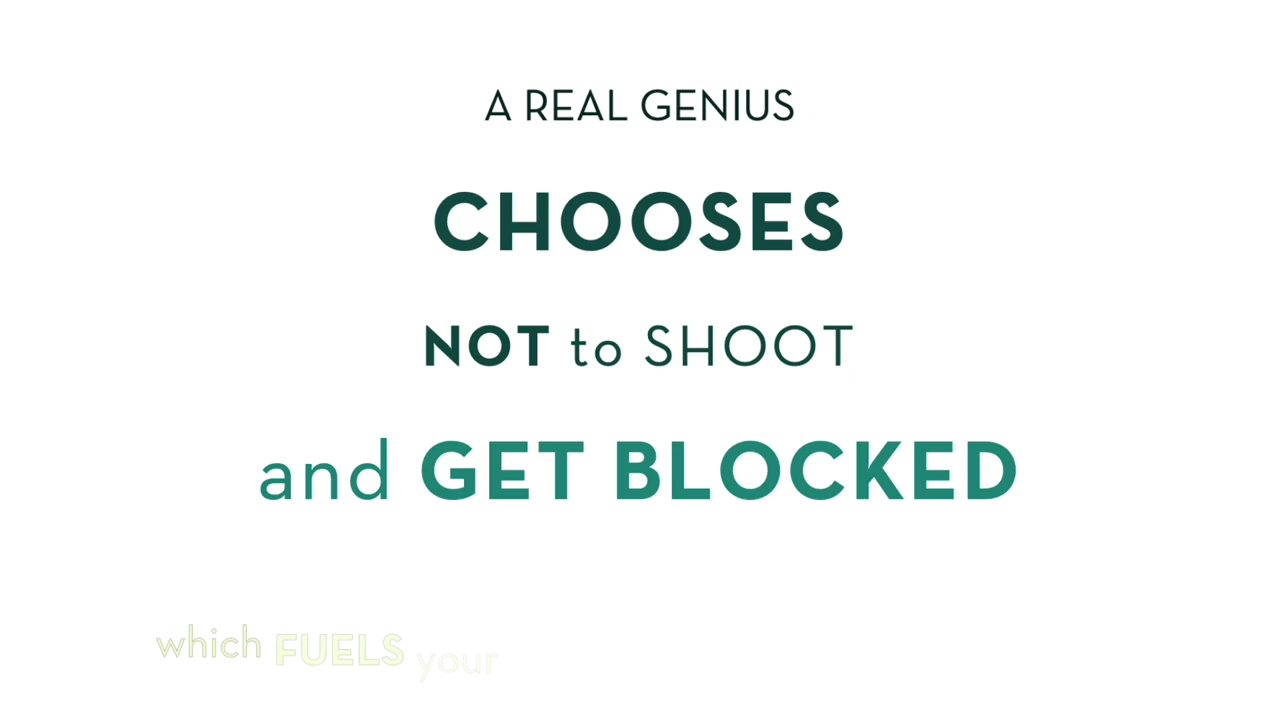 A REAL GENIUS
CHOOSES
NOT to SHOOT
and GET BLOCKED
which FUELS your